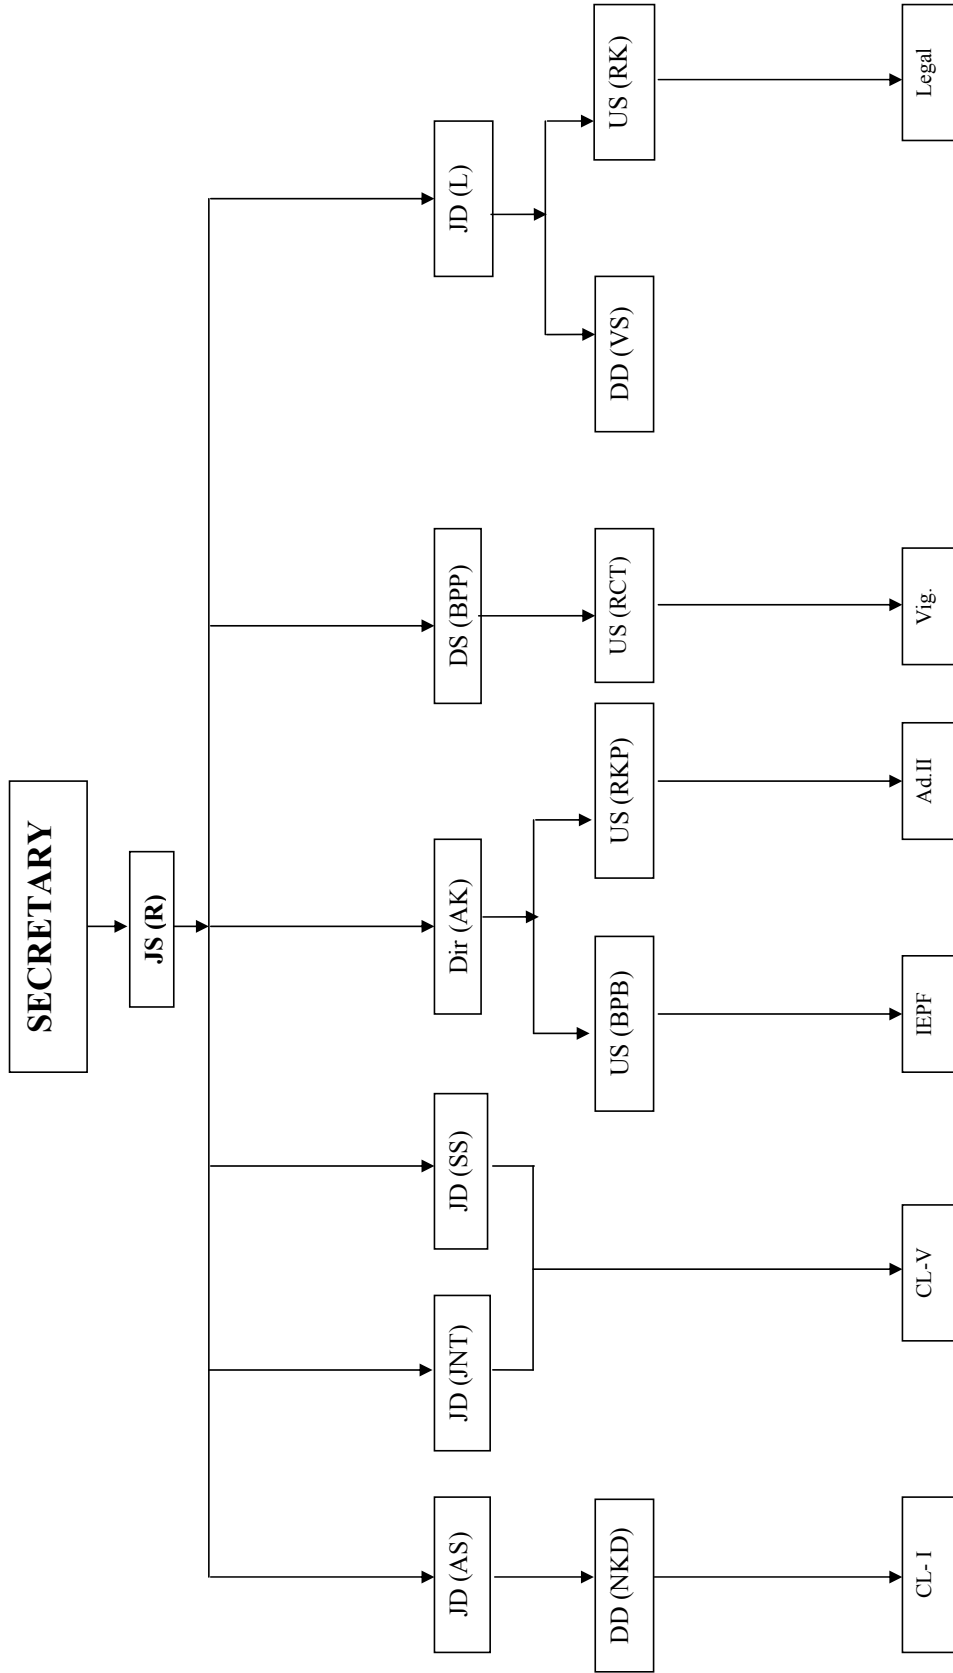 SECRETARY
JS (R)
JD (AS)
JD (JNT)
JD (SS)
Dir (AK)
DS (BPP)
JD (L)
DD (NKD)
US (BPB)
US (RKP)
US (RCT)
DD (VS)
US (RK)
CL- I
CL-V
IEPF
Ad.II
Vig.
Legal